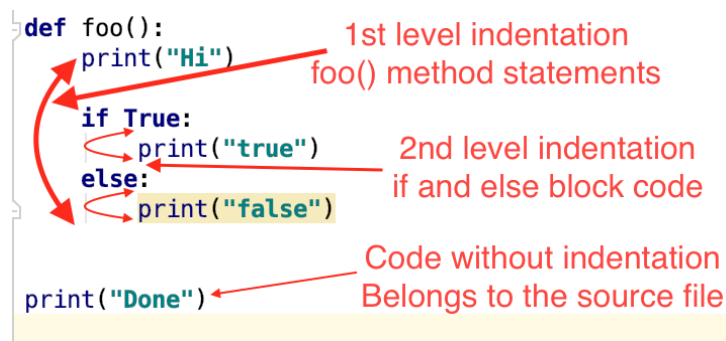 def foo():
    print("Hi")
1st level indentation
foo() method statements
    if True:
        print("true")
    else:
        print("false")
2nd level indentation
if and else block code
print("Done")
Code without indentation
Belongs to the source file